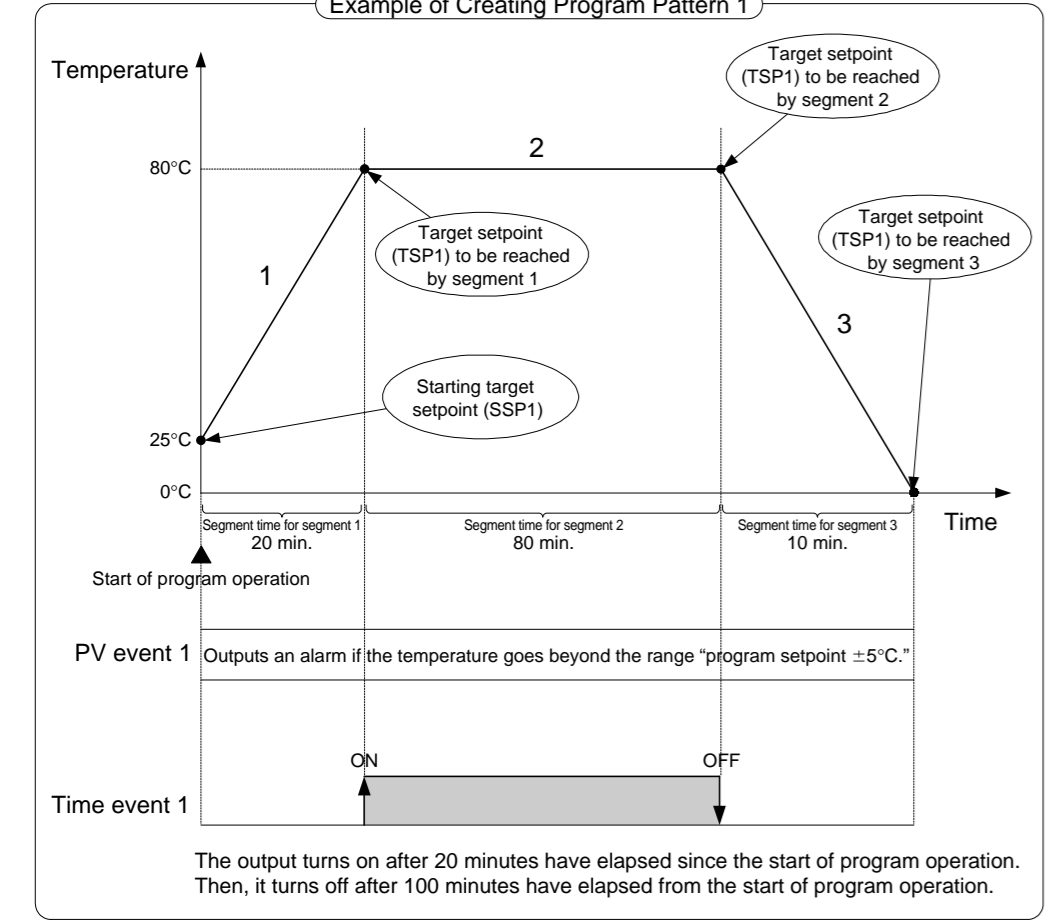 Example of Creating Program Pattern 1
Temperature
Target setpoint
(TSP1) to be reached
by segment 2
80°C
2
Target setpoint
(TSP1) to be reached
by segment 1
Target setpoint
(TSP1) to be reached
by segment 3
1
3
Starting target
setpoint (SSP1)
25°C
0°C
Time
Segment time for segment 1
20 min.
Segment time for segment 2
80 min.
Segment time for segment 3
10 min.
Start of program operation
PV event 1
Outputs an alarm if the temperature goes beyond the range “program setpoint ±5°C.”
ON
OFF
Time event 1
The output turns on after 20 minutes have elapsed since the start of program operation.
Then, it turns off after 100 minutes have elapsed from the start of program operation.